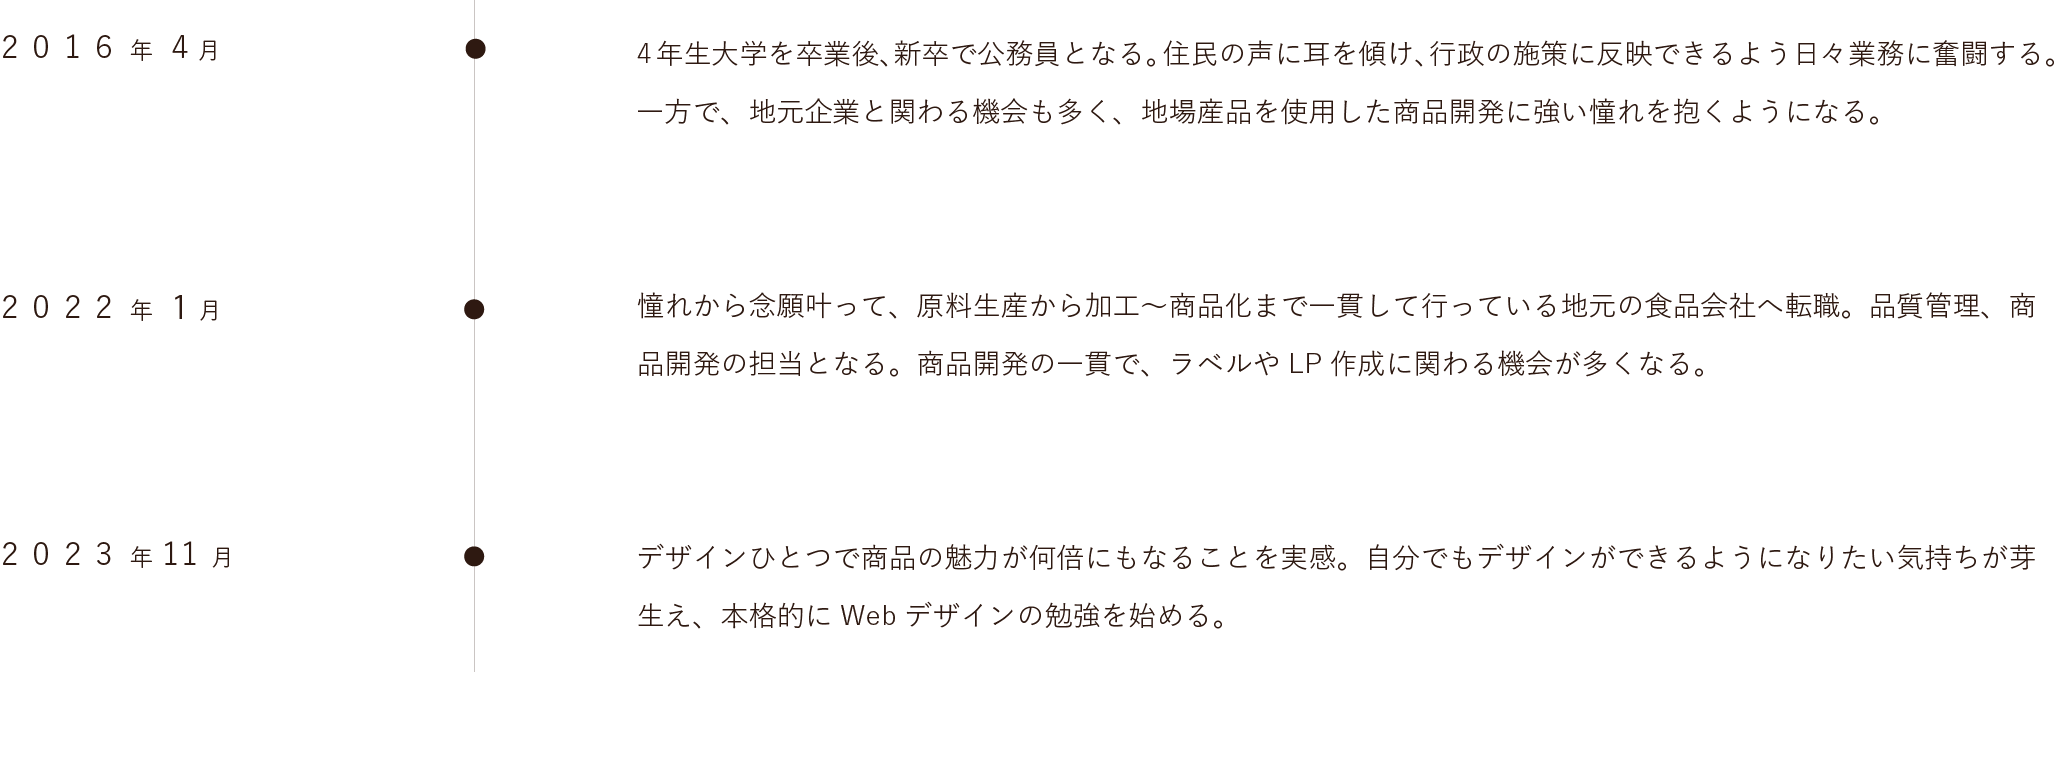 2016年 4月
4年生大学を卒業後、新卒で公務員となる。住民の声に耳を傾け、行政の施策に反映できるよう日々業務に奮闘する。
一方で、地元企業と関わる機会も多く、地場産品を使用した商品開発に強い憧れを抱くようになる。
2022年 1月
憧れから念願叶って、原料生産から加工～商品化まで一貫して行っている地元の食品会社へ転職。品質管理、商
品開発の担当となる。商品開発の一貫で、ラベルや LP 作成に関わる機会が多くなる。
2023年11月
デザインひとつで商品の魅力が何倍にもなることを実感。自分でもデザインができるようになりたい気持ちが芽
生え、本格的に Web デザインの勉強を始める。